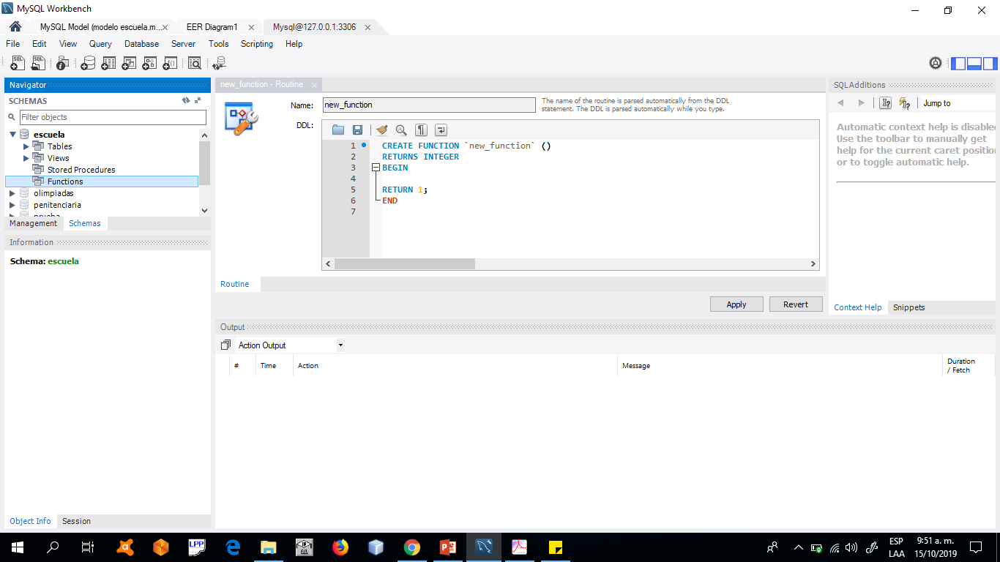 MySQL Workbench
MySQL Model (modelo escuela.m...
EER Diagram1
Mysql@127.0.0.1:3306
File Edit View Query Database Server Tools Scripting Help
Navigator
SCHEMAS
Filter objects
escuela
Tables
Views
Stored Procedures
Functions
olimpiadas
penitenciaria
prueba
Management Schemas
Information
Schema: escuela
Object Info Session
new_function - Routine
Name:
new_function
The name of the routine is parsed automatically from the DDL
statement. The DDL is parsed automatically while you type.
DDL:
1 CREATE FUNCTION `new_function` ()
2 RETURNS INTEGER
3 BEGIN
4
5 RETURN 1;
6 END
7
Routine
Apply Revert
SQLAdditions
Jump to
Automatic context help is disabled
Use the toolbar to manually get
help for the current caret position
or to toggle automatic help.
Context Help Snippets
Output
Action Output
# Time Action Message Duration
/ Fetch
SQL
SQL
LPP
ESP
LAA
9:51 a. m.
15/10/2019